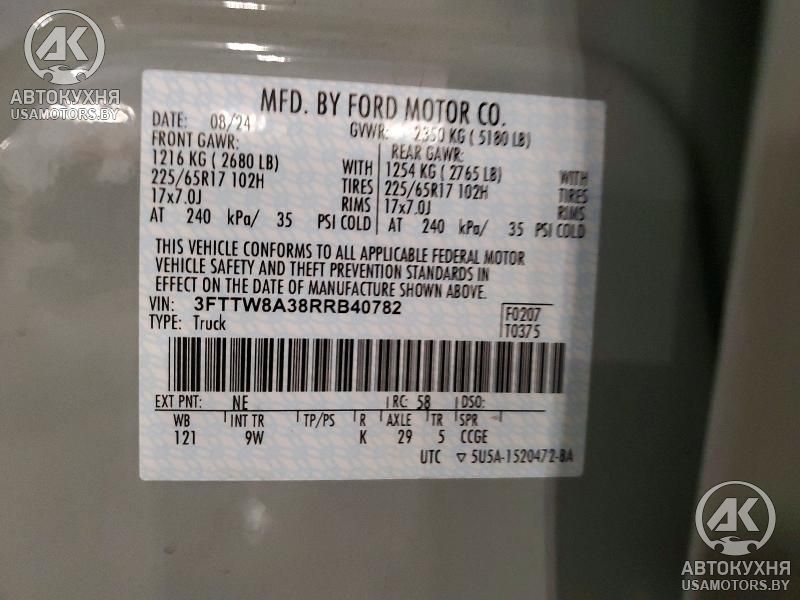 АК
АВТОКУХНЯ
USAMOTORS.BY
MFD. BY FORD MOTOR CO.
DATE: 08/24 GVWR: 2350 KG ( 5180 LB)
FRONT GAWR: REAR GAWR:
1216 KG ( 2680 LB) WITH 1254 KG ( 2765 LB) WITH
225/65R17 102H TIRES 225/65R17 102H TIRES
17x7.0J RIMS 17x7.0J RIMS
AT 240 kPa/ 35 PSI COLD AT 240 kPa/ 35 PSI COLD
THIS VEHICLE CONFORMS TO ALL APPLICABLE FEDERAL MOTOR
VEHICLE SAFETY AND THEFT PREVENTION STANDARDS IN
EFFECT ON THE DATE OF MANUFACTURE SHOWN ABOVE.
VIN: 3FTTW8A38RRB40782 F0207
TYPE: Truck T0375
EXT PNT: NE RC: 58 DSO:
WB INT TR TP/PS R AXLE TR SPR
121 9W K 29 5 CCGE
UTC ▽ 5U5A-1520472-BA
АК
АВТОКУХНЯ
USAMOTORS.BY